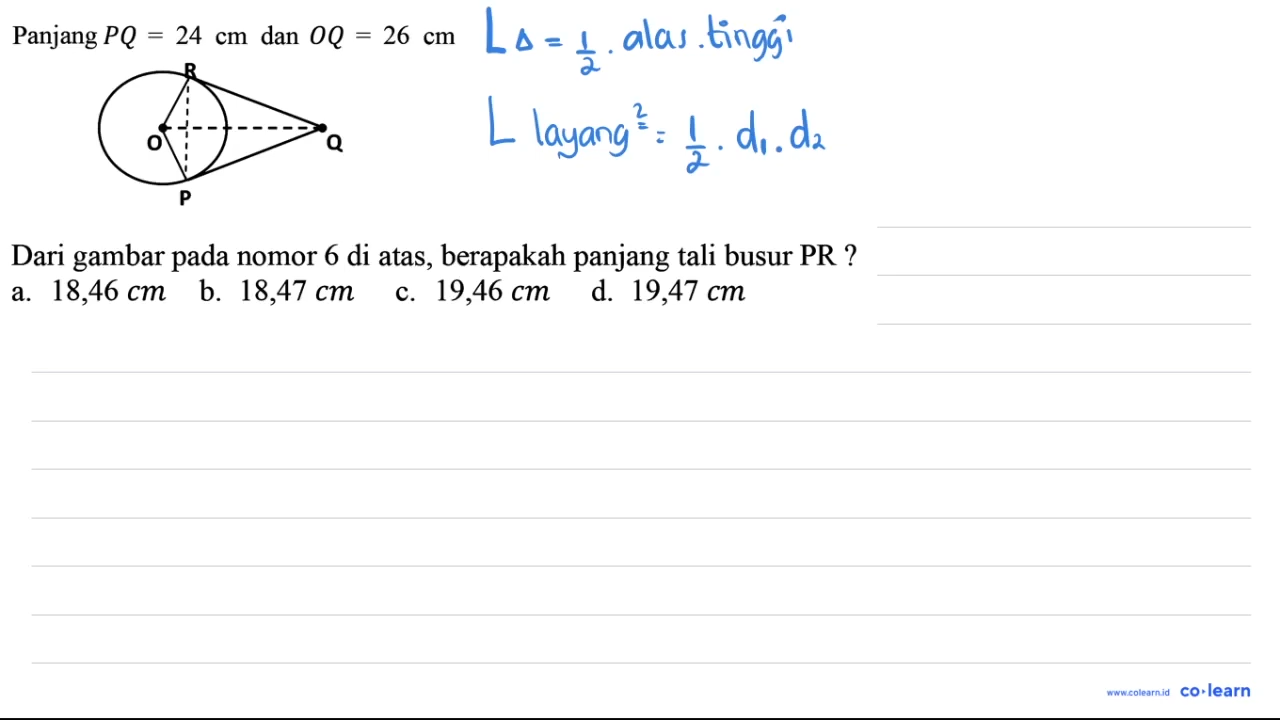 Panjang PQ = 24 cm dan OQ = 26 cm
L Δ = 1/2 . alas . tinggi
R
O
Q
P
L layang² = 1/2 . d₁ . d₂
Dari gambar pada nomor 6 di atas, berapakah panjang tali busur PR ?
a. 18,46 cm b. 18,47 cm c. 19,46 cm d. 19,47 cm
www.colearn.id co·learn